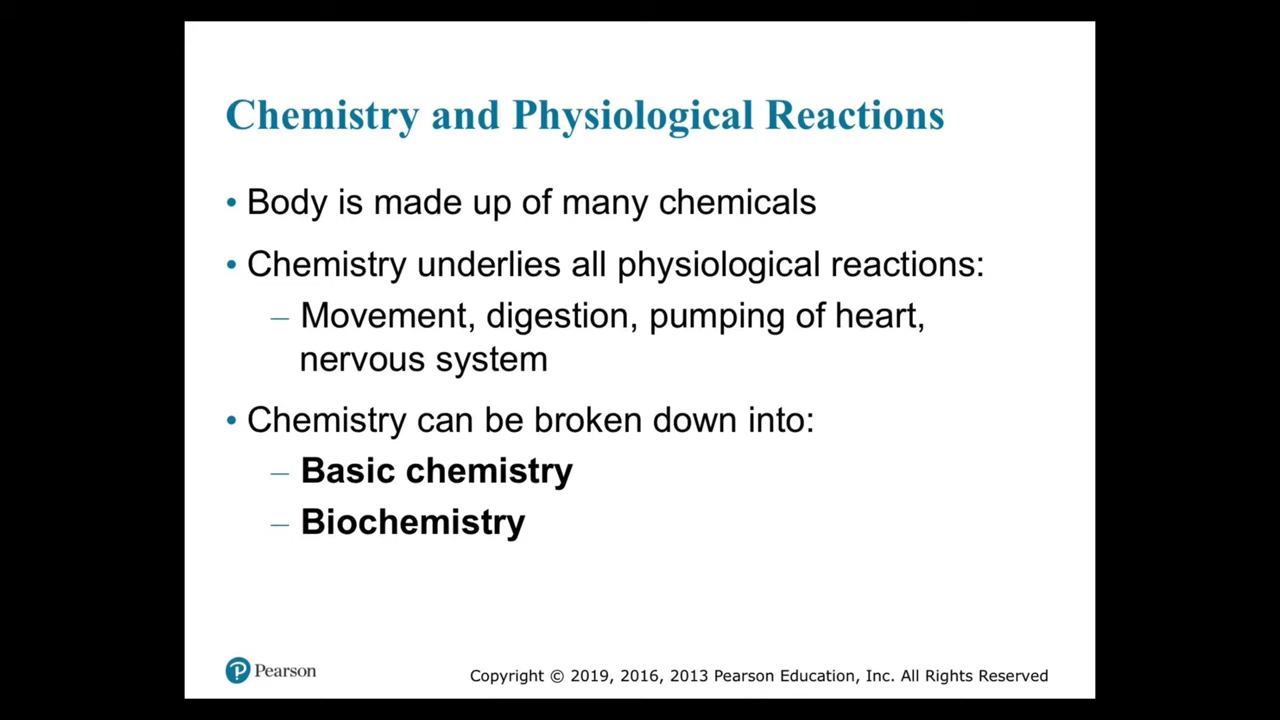 Chemistry and Physiological Reactions
• Body is made up of many chemicals
• Chemistry underlies all physiological reactions:
– Movement, digestion, pumping of heart,
nervous system
• Chemistry can be broken down into:
– Basic chemistry
– Biochemistry
P Pearson
Copyright © 2019, 2016, 2013 Pearson Education, Inc. All Rights Reserved